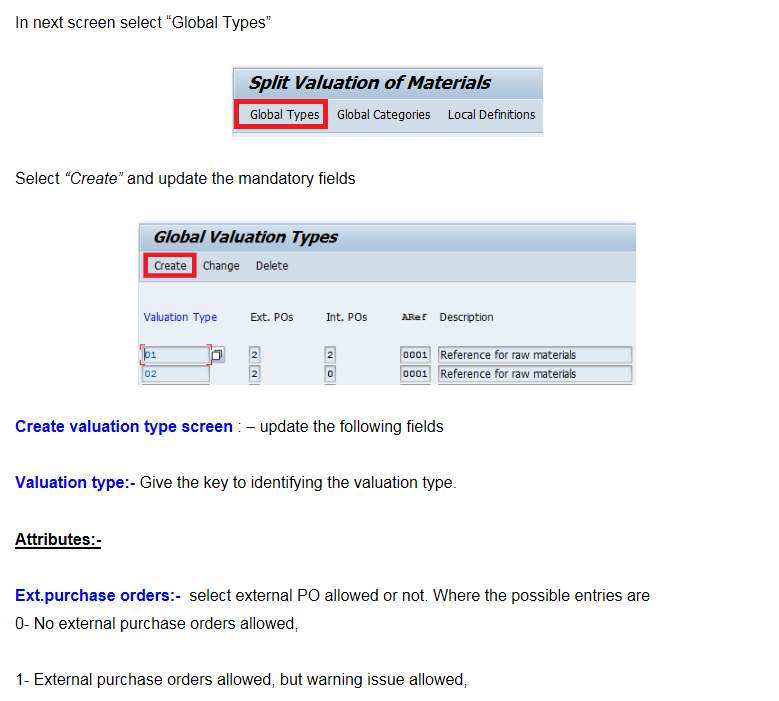 In next screen select “Global Types”
Split Valuation of Materials
Global Types Global Categories Local Definitions
Select “Create” and update the mandatory fields
Global Valuation Types
Create Change Delete
Valuation Type Ext. POs Int. POs ARef Description
01 2 2 0001 Reference for raw materials
02 2 0 0001 Reference for raw materials
Create valuation type screen : – update the following fields
Valuation type:- Give the key to identifying the valuation type.
Attributes:-
Ext.purchase orders:- select external PO allowed or not. Where the possible entries are
0- No external purchase orders allowed,
1- External purchase orders allowed, but warning issue allowed,